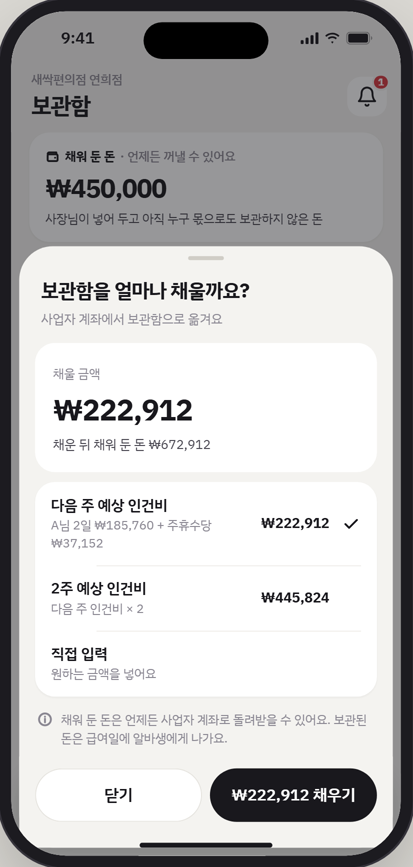 9:41
새싹편의점 연희점
보관함
1
채워 둔 돈 · 언제든 꺼낼 수 있어요
₩450,000
사장님이 넣어 두고 아직 누구 몫으로도 보관하지 않은 돈
보관함을 얼마나 채울까요?
사업자 계좌에서 보관함으로 옮겨요
채울 금액
₩222,912
채운 뒤 채워 둔 돈 ₩672,912
다음 주 예상 인건비
A님 2일 ₩185,760 + 주휴수당
₩37,152
₩222,912
2주 예상 인건비
다음 주 인건비 × 2
₩445,824
직접 입력
원하는 금액을 넣어요
채워 둔 돈은 언제든 사업자 계좌로 돌려받을 수 있어요. 보관된
돈은 급여일에 알바생에게 나가요.
닫기
₩222,912 채우기